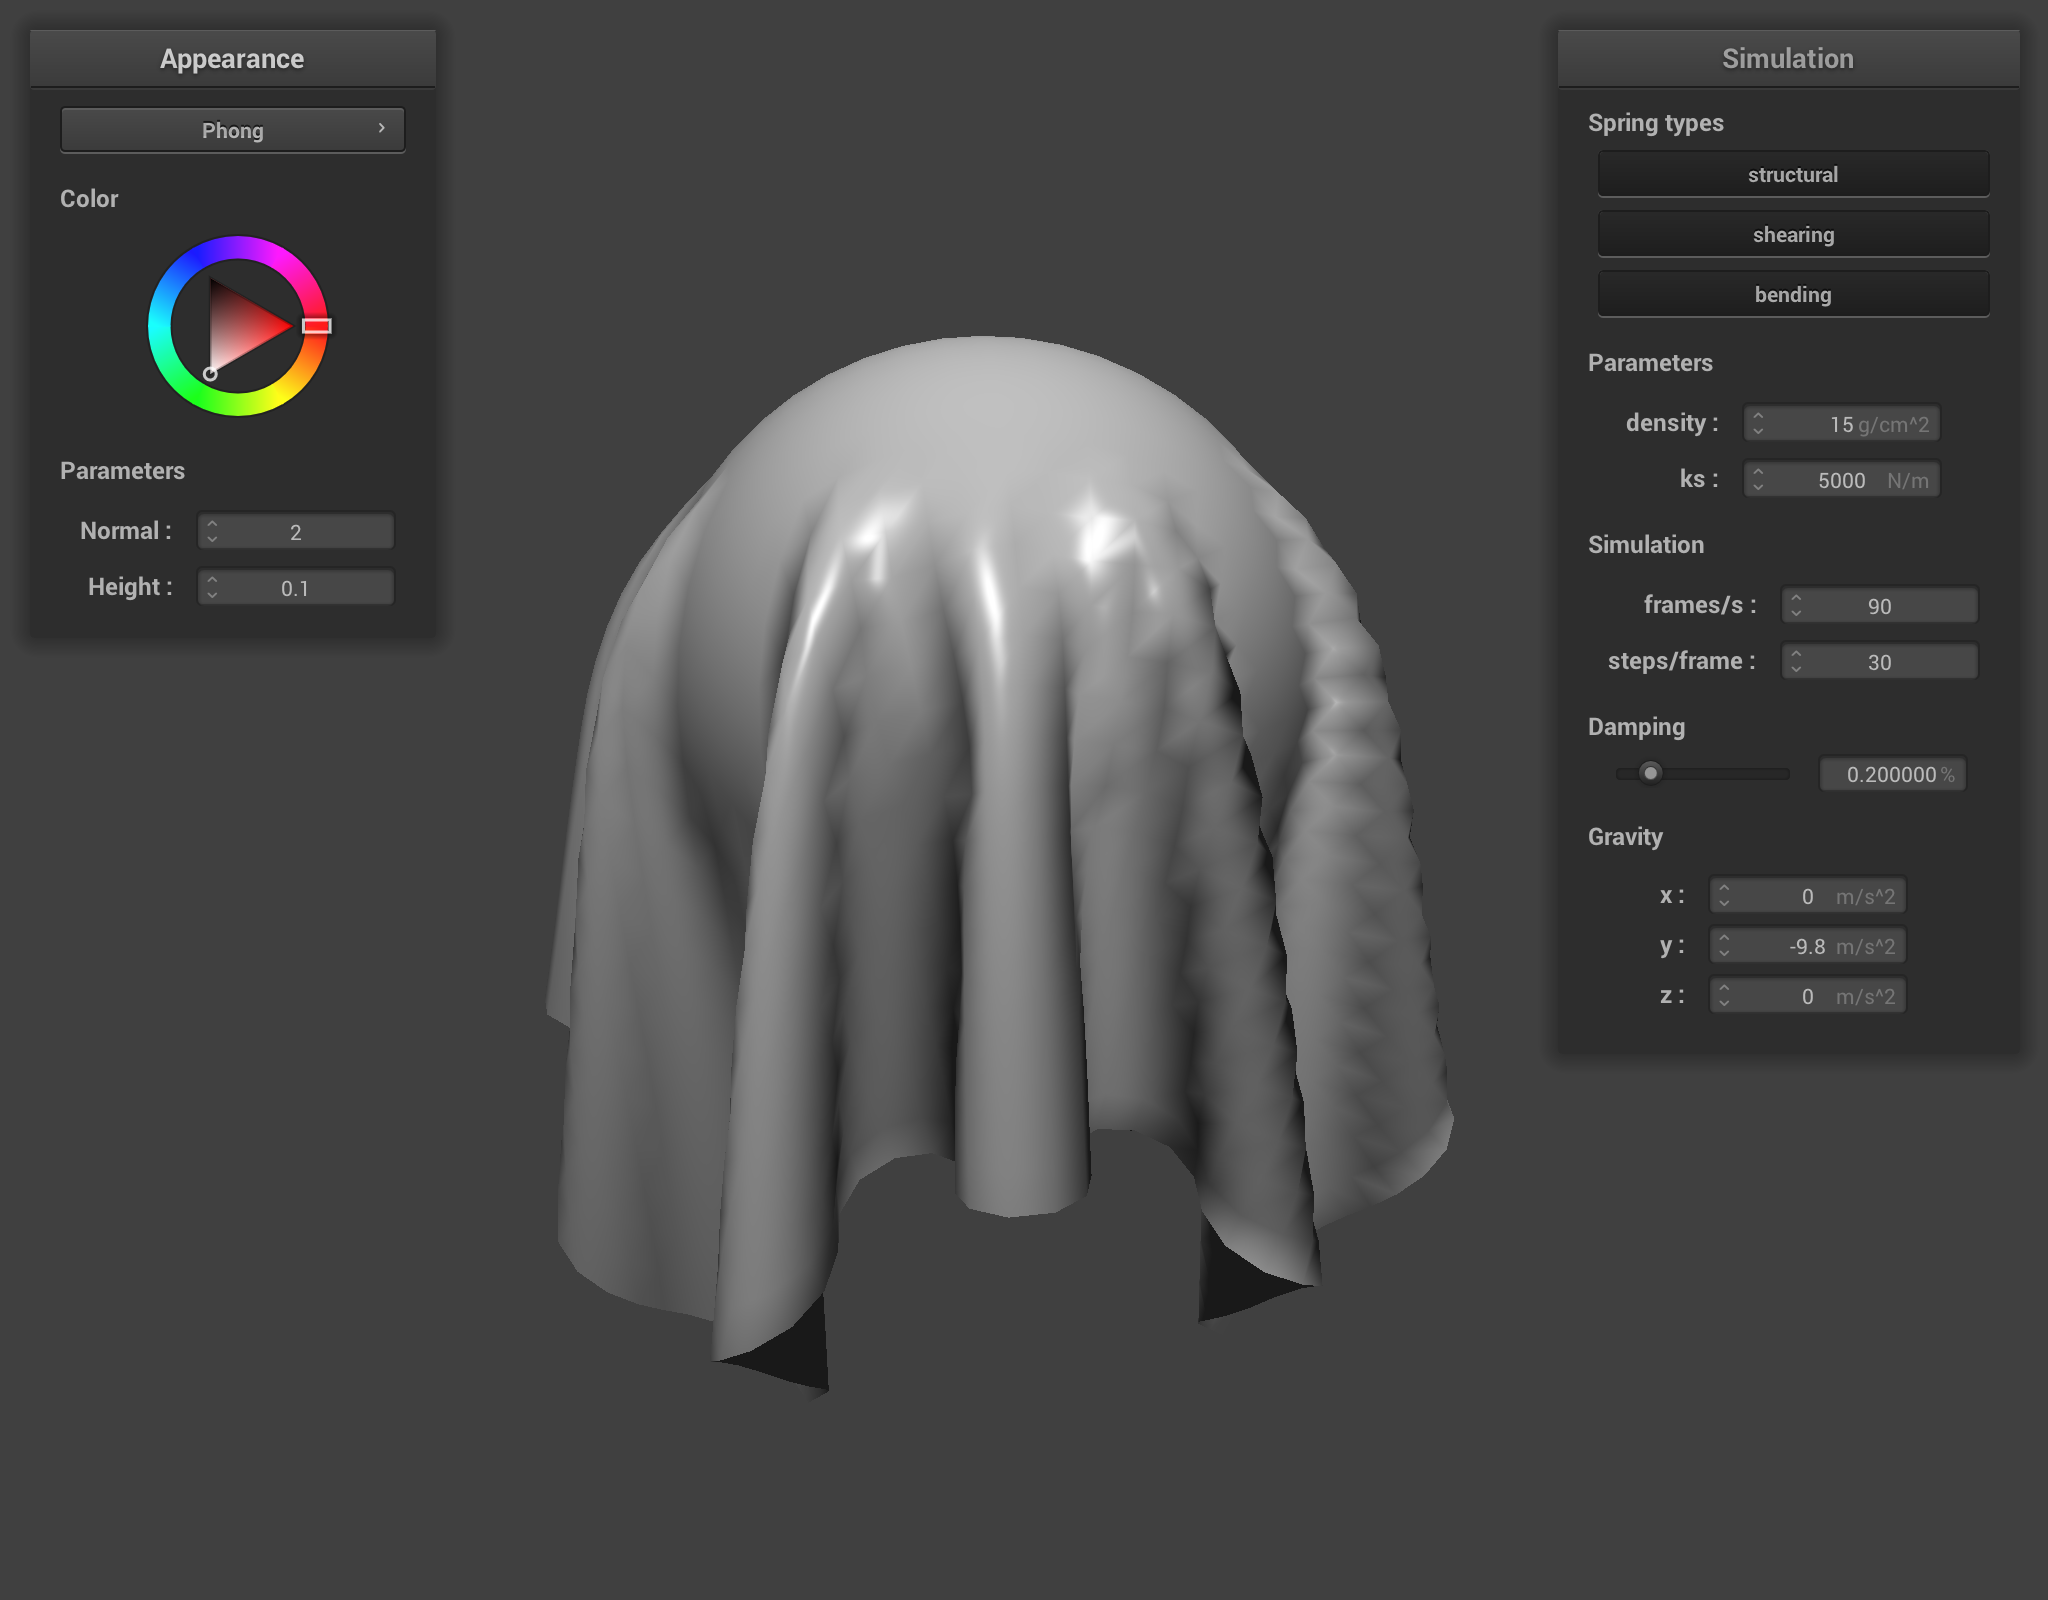 Appearance
Phong
Color
Parameters
Normal : 2
Height : 0.1
Simulation
Spring types
structural
shearing
bending
Parameters
density : 15 g/cm^2
ks : 5000 N/m
Simulation
frames/s : 90
steps/frame : 30
Damping
0.200000 %
Gravity
x : 0 m/s^2
y : -9.8 m/s^2
z : 0 m/s^2